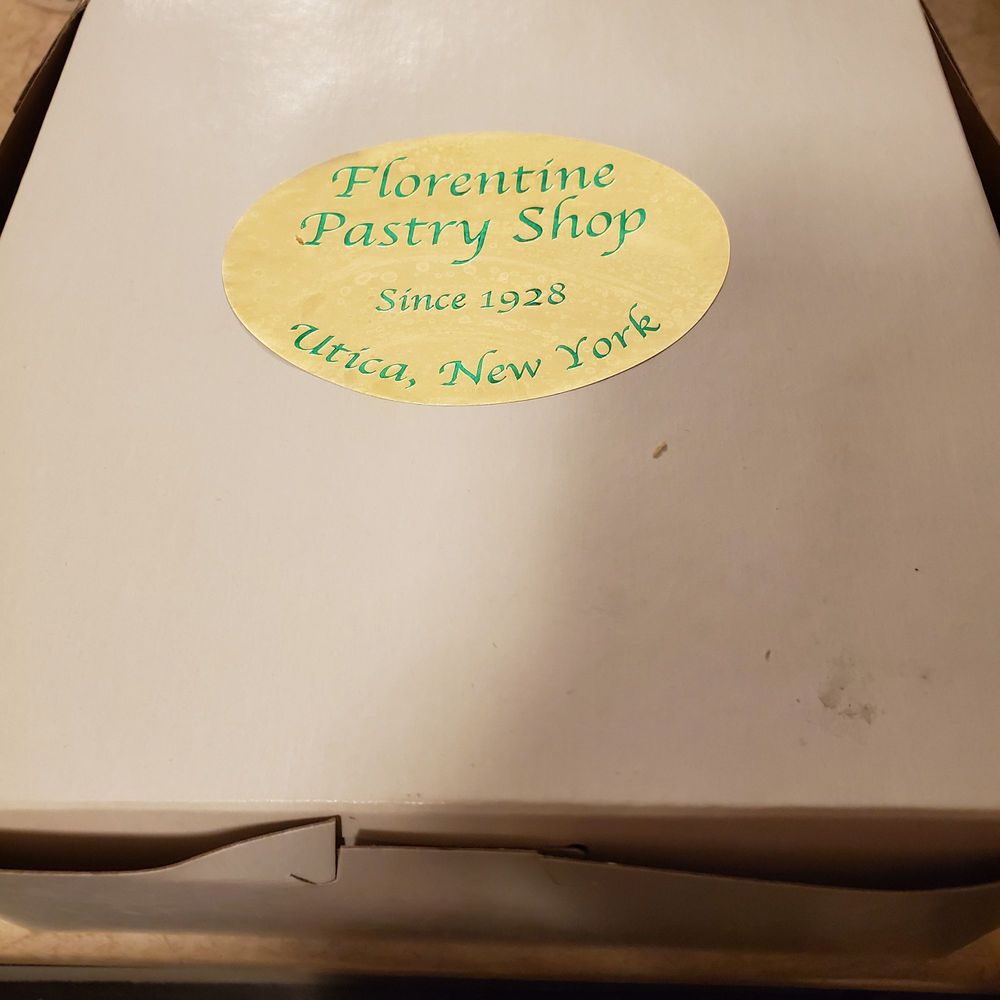 Florentine
Pastry Shop
Since 1928
Utica, New York